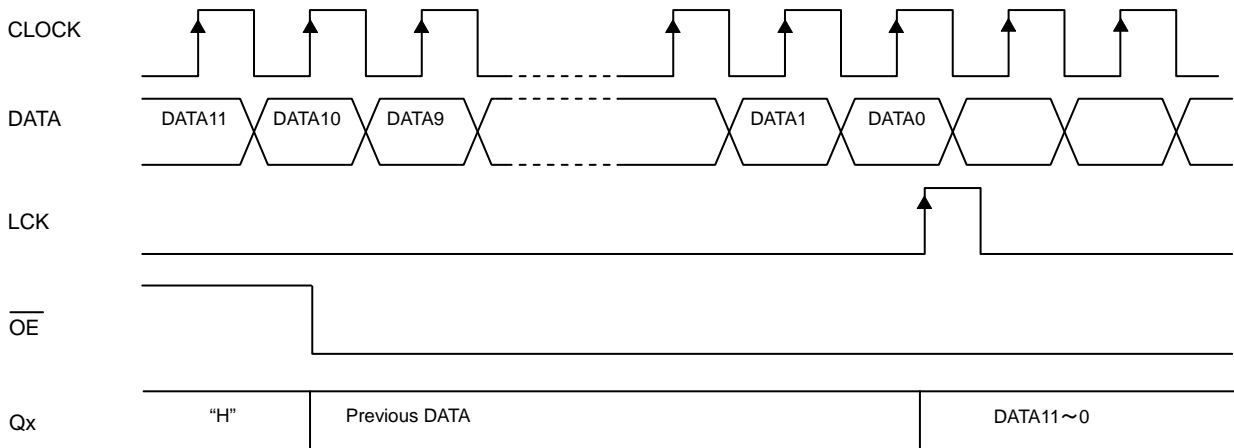 CLOCK
DATA
DATA11
DATA10
DATA9
DATA1
DATA0
LCK
OE
Qx
“H”
Previous DATA
DATA11～0